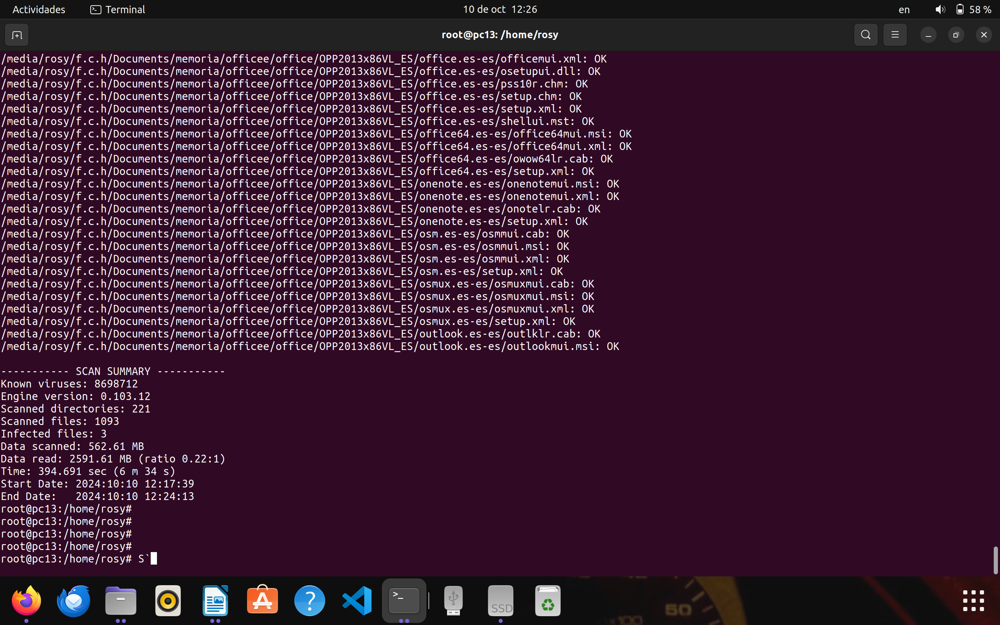 Actividades Terminal 10 de oct 12:26 en 58 %
root@pc13: /home/rosy
/media/rosy/f.c.h/Documents/memoria/officee/office/OPP2013x86VL_ES/office.es-es/officemui.xml: OK
/media/rosy/f.c.h/Documents/memoria/officee/office/OPP2013x86VL_ES/office.es-es/osetupui.dll: OK
/media/rosy/f.c.h/Documents/memoria/officee/office/OPP2013x86VL_ES/office.es-es/pss10r.chm: OK
/media/rosy/f.c.h/Documents/memoria/officee/office/OPP2013x86VL_ES/office.es-es/setup.chm: OK
/media/rosy/f.c.h/Documents/memoria/officee/office/OPP2013x86VL_ES/office.es-es/setup.xml: OK
/media/rosy/f.c.h/Documents/memoria/officee/office/OPP2013x86VL_ES/office.es-es/shellui.mst: OK
/media/rosy/f.c.h/Documents/memoria/officee/office/OPP2013x86VL_ES/office64.es-es/office64mui.msi: OK
/media/rosy/f.c.h/Documents/memoria/officee/office/OPP2013x86VL_ES/office64.es-es/office64mui.xml: OK
/media/rosy/f.c.h/Documents/memoria/officee/office/OPP2013x86VL_ES/office64.es-es/owow64lr.cab: OK
/media/rosy/f.c.h/Documents/memoria/officee/office/OPP2013x86VL_ES/office64.es-es/setup.xml: OK
/media/rosy/f.c.h/Documents/memoria/officee/office/OPP2013x86VL_ES/onenote.es-es/onenotemui.msi: OK
/media/rosy/f.c.h/Documents/memoria/officee/office/OPP2013x86VL_ES/onenote.es-es/onenotemui.xml: OK
/media/rosy/f.c.h/Documents/memoria/officee/office/OPP2013x86VL_ES/onenote.es-es/onotelr.cab: OK
/media/rosy/f.c.h/Documents/memoria/officee/office/OPP2013x86VL_ES/onenote.es-es/setup.xml: OK
/media/rosy/f.c.h/Documents/memoria/officee/office/OPP2013x86VL_ES/osm.es-es/osmmui.cab: OK
/media/rosy/f.c.h/Documents/memoria/officee/office/OPP2013x86VL_ES/osm.es-es/osmmui.msi: OK
/media/rosy/f.c.h/Documents/memoria/officee/office/OPP2013x86VL_ES/osm.es-es/osmmui.xml: OK
/media/rosy/f.c.h/Documents/memoria/officee/office/OPP2013x86VL_ES/osm.es-es/setup.xml: OK
/media/rosy/f.c.h/Documents/memoria/officee/office/OPP2013x86VL_ES/osmux.es-es/osmuxmui.cab: OK
/media/rosy/f.c.h/Documents/memoria/officee/office/OPP2013x86VL_ES/osmux.es-es/osmuxmui.msi: OK
/media/rosy/f.c.h/Documents/memoria/officee/office/OPP2013x86VL_ES/osmux.es-es/osmuxmui.xml: OK
/media/rosy/f.c.h/Documents/memoria/officee/office/OPP2013x86VL_ES/osmux.es-es/setup.xml: OK
/media/rosy/f.c.h/Documents/memoria/officee/office/OPP2013x86VL_ES/outlook.es-es/outlklr.cab: OK
/media/rosy/f.c.h/Documents/memoria/officee/office/OPP2013x86VL_ES/outlook.es-es/outlookmui.msi: OK
----------- SCAN SUMMARY -----------
Known viruses: 8698712
Engine version: 0.103.12
Scanned directories: 221
Scanned files: 1093
Infected files: 3
Data scanned: 562.61 MB
Data read: 2591.61 MB (ratio 0.22:1)
Time: 394.691 sec (6 m 34 s)
Start Date: 2024:10:10 12:17:39
End Date:   2024:10:10 12:24:13
root@pc13:/home/rosy#
root@pc13:/home/rosy#
root@pc13:/home/rosy#
root@pc13:/home/rosy#
root@pc13:/home/rosy# S`
SSD
50
100